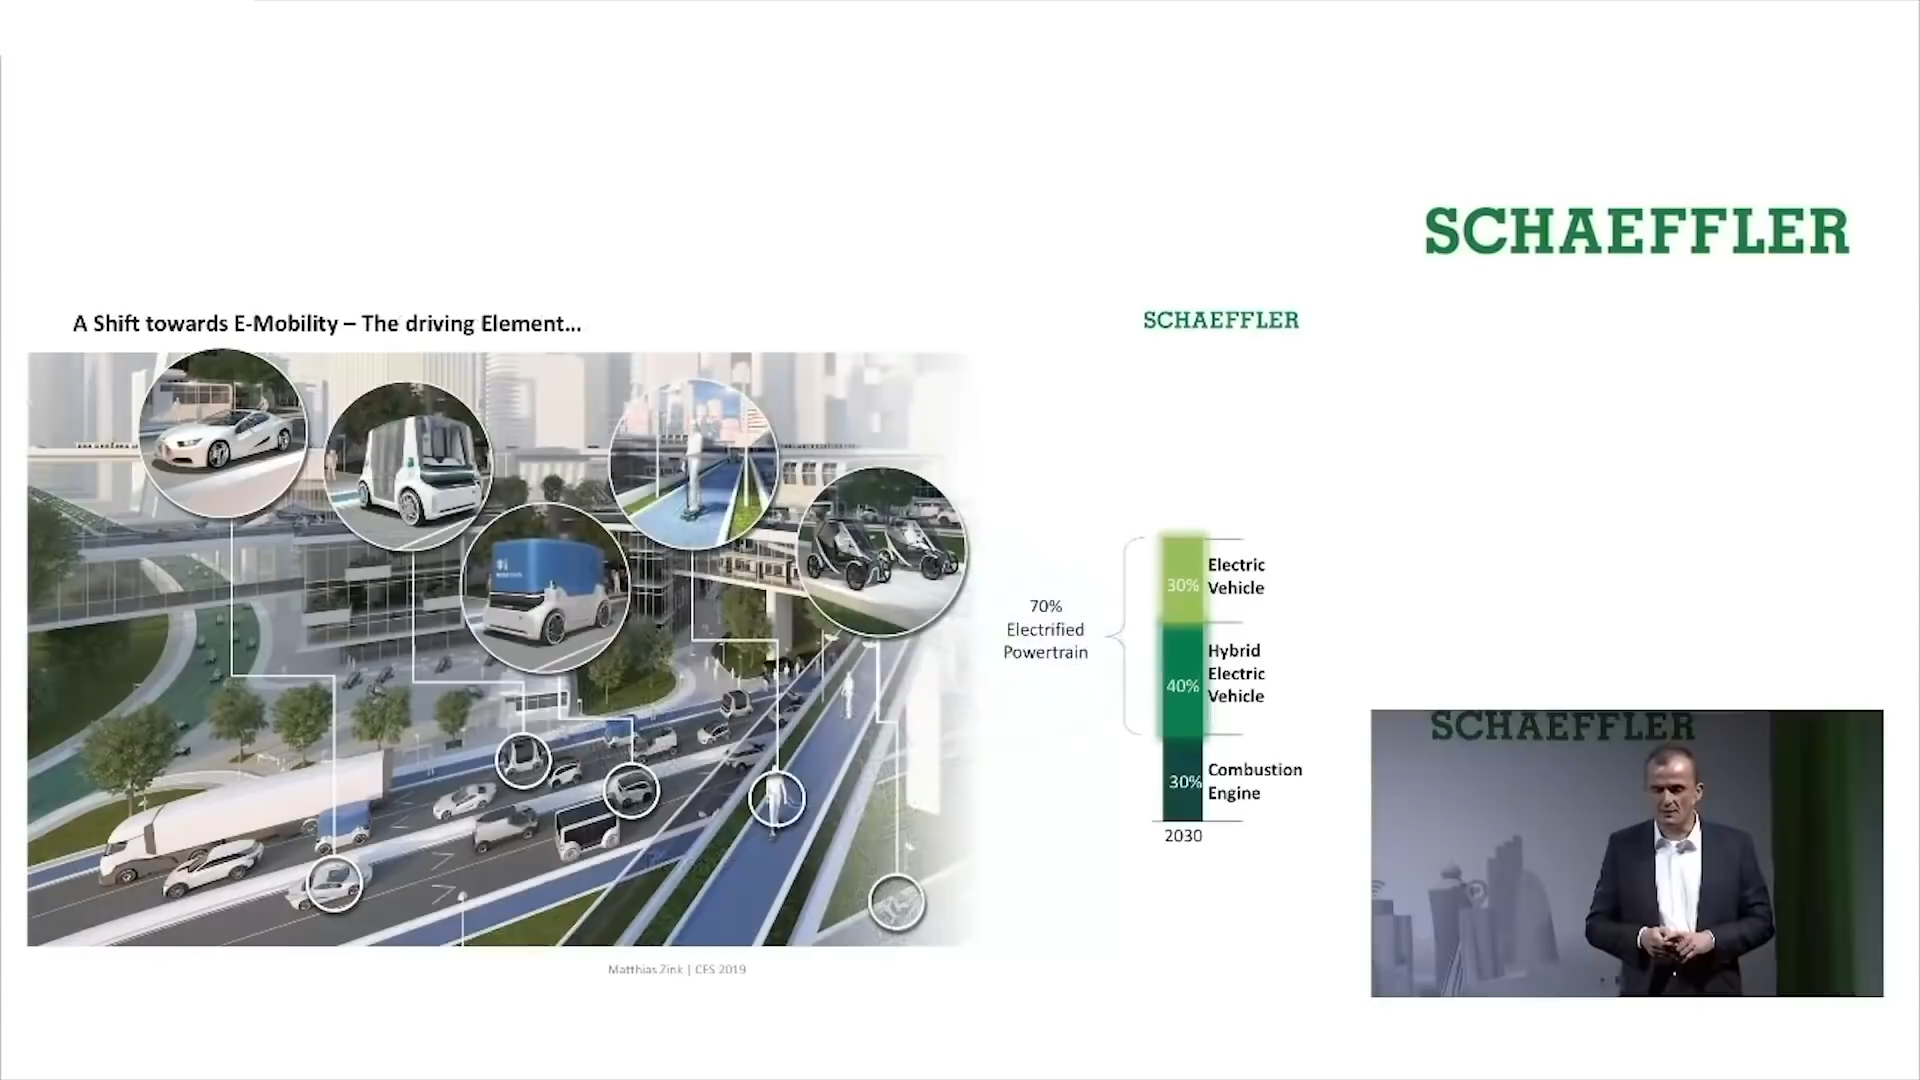 SCHAEFFLER
A Shift towards E-Mobility – The driving Element...
SCHAEFFLER
70%
Electrified
Powertrain
30%
Electric
Vehicle
40%
Hybrid
Electric
Vehicle
30%
Combustion
Engine
2030
SCHAEFFLER
Matthias Zink | CES 2019